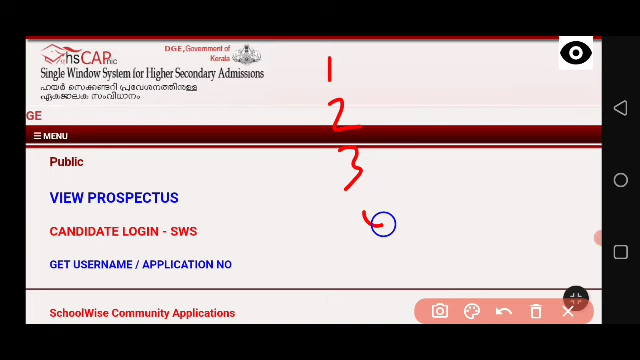 DGE, Government of
Kerala
hsCAP
Single Window System for Higher Secondary Admissions
ഹയർ സെക്കണ്ടറി പ്രവേശനത്തിനുള്ള
ഏകജാലക സംവിധാനം
GE
☰ MENU
Public
VIEW PROSPECTUS
CANDIDATE LOGIN - SWS
GET USERNAME / APPLICATION NO
SchoolWise Community Applications
1
2
3